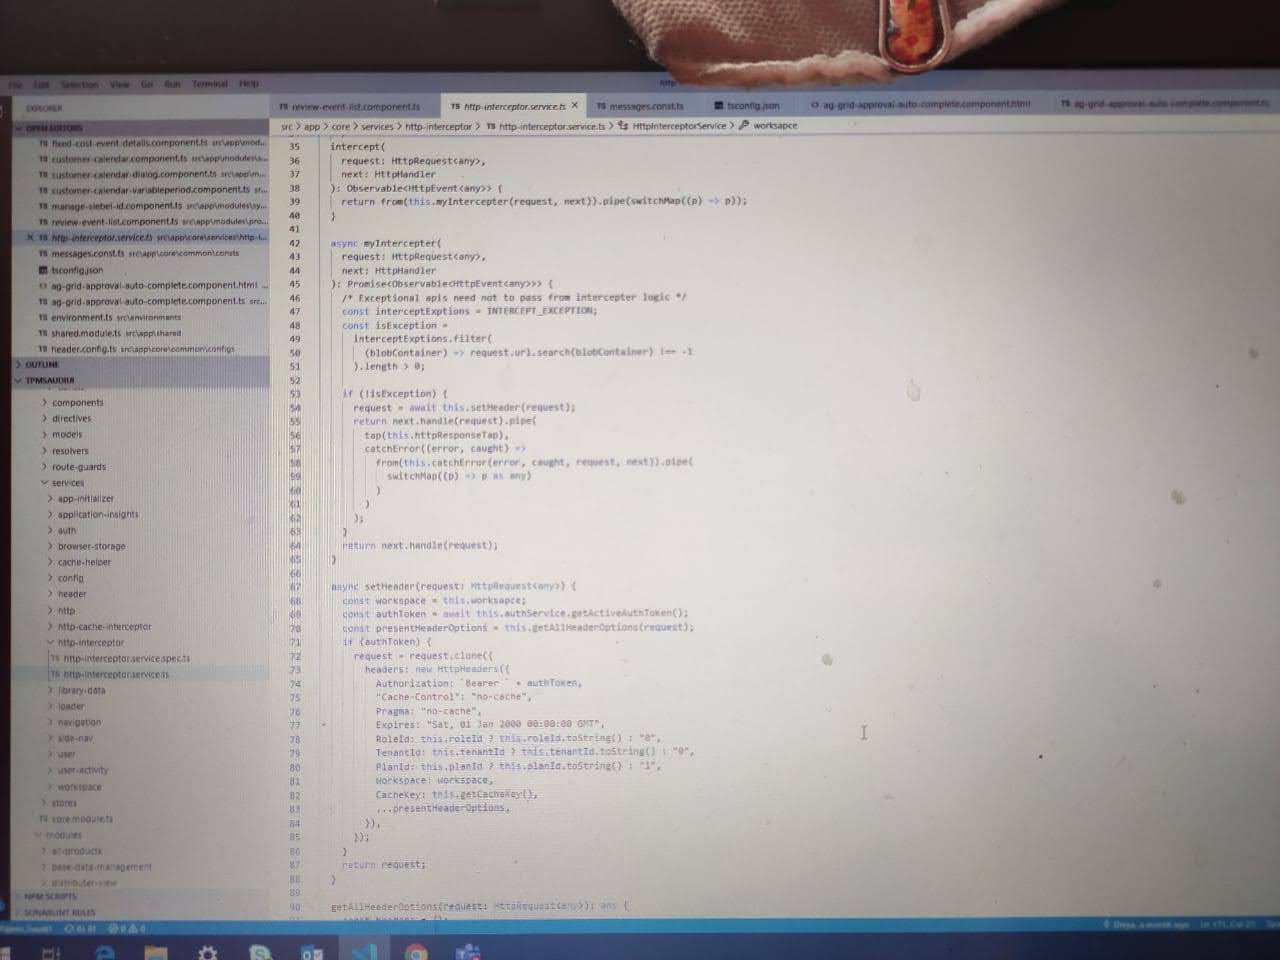 File Edit Selection View Go Run Terminal Help
EXPLORER
OPEN EDITORS
TS fixed-cost-event-details.component.ts src\app\mod...
TS customer-calendar.component.ts src\app\modules\s...
TS customer-calendar-dialog.component.ts src\app\m...
TS customer-calendar-variableperiod.component.ts sr...
TS manage-siebel-id.component.ts src\app\modules\sy...
TS review-event-list.component.ts src\app\modules\pro...
× TS http-interceptor.service.ts src\app\core\services\http-i...
TS messages.const.ts src\app\core\common\consts
tsconfig.json
<> ag-grid-approval-auto-complete.component.html ...
TS ag-grid-approval-auto-complete.component.ts src...
TS environment.ts src\environments
TS shared.module.ts src\app\shared
TS header.config.ts src\app\core\common\configs
> OUTLINE
TPMSAUDIUI
> components
> directives
> models
> resolvers
> route-guards
services
> app-initializer
> application-insights
> auth
> browser-storage
> cache-helper
> config
> header
> http
> http-cache-interceptor
http-interceptor
TS http-interceptor.service.spec.ts
TS http-interceptor.service.ts
> library-data
> loader
> navigation
> side-nav
> user
> user-activity
> workspace
> stores
TS core.module.ts
modules
> all-products
> base-data-management
> distributer-view
> NPM SCRIPTS
> SONARLINT RULES
TS review-event-list.component.ts TS http-interceptor.service.ts × TS messages.const.ts tsconfig.json <> ag-grid-approval-auto-complete.component.html TS ag-grid-approval-auto-complete.component.ts
src > app > core > services > http-interceptor > TS http-interceptor.service.ts > HttpInterceptorService > worksapce
35 intercept(
36 request: HttpRequest<any>,
37 next: HttpHandler
38 ): Observable<HttpEvent<any>> {
39 return from(this.myIntercepter(request, next)).pipe(switchMap((p) => p));
40 }
41
42 async myIntercepter(
43 request: HttpRequest<any>,
44 next: HttpHandler
45 ): Promise<Observable<HttpEvent<any>>> {
46 /* Exceptional apis need not to pass from intercepter logic */
47 const interceptExptions = INTERCEPT_EXCEPTION;
48 const isException =
49 interceptExptions.filter(
50 (blobContainer) => request.url.search(blobContainer) !== -1
51 ).length > 0;
52
53 if (!isException) {
54 request = await this.setHeader(request);
55 return next.handle(request).pipe(
56 tap(this.httpResponseTap),
57 catchError((error, caught) =>
58 from(this.catchError(error, caught, request, next)).pipe(
59 switchMap((p) => p as any)
60 )
61 )
62 );
63 }
64 return next.handle(request);
65 }
66
67 async setHeader(request: HttpRequest<any>) {
68 const workspace = this.worksapce;
69 const authToken = await this.authService.getActiveAuthToken();
70 const presentHeaderOptions = this.getAllHeaderOptions(request);
71 if (authToken) {
72 request = request.clone({
73 headers: new HttpHeaders({
74 Authorization: `Bearer ` + authToken,
75 "Cache-Control": "no-cache",
76 Pragma: "no-cache",
77 Expires: "Sat, 01 Jan 2000 00:00:00 GMT",
78 RoleId: this.roleId ? this.roleId.toString() : "0",
79 TenantId: this.tenantId ? this.tenantId.toString() : "0",
80 PlanId: this.planId ? this.planId.toString() : "1",
81 Workspace: workspace,
82 CacheKey: this.getCacheKey(),
83 ...presentHeaderOptions,
84 }),
85 });
86 }
87 return request;
88 }
89
90 getAllHeaderOptions(request: HttpRequest<any>): any {